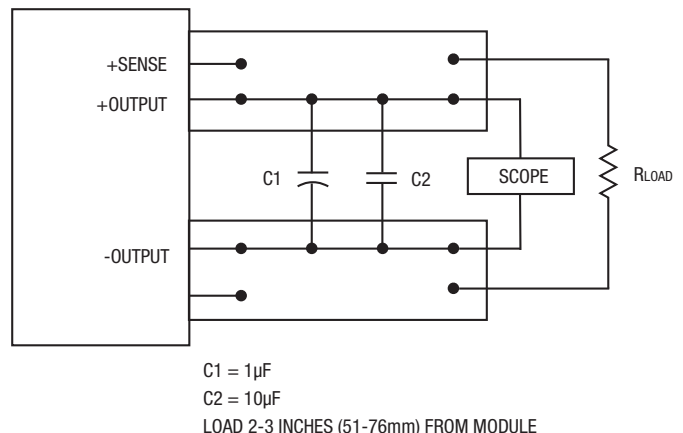 +SENSE
+OUTPUT
C1
C2
SCOPE
RLOAD
-OUTPUT
C1 = 1µF
C2 = 10µF
LOAD 2-3 INCHES (51-76mm) FROM MODULE